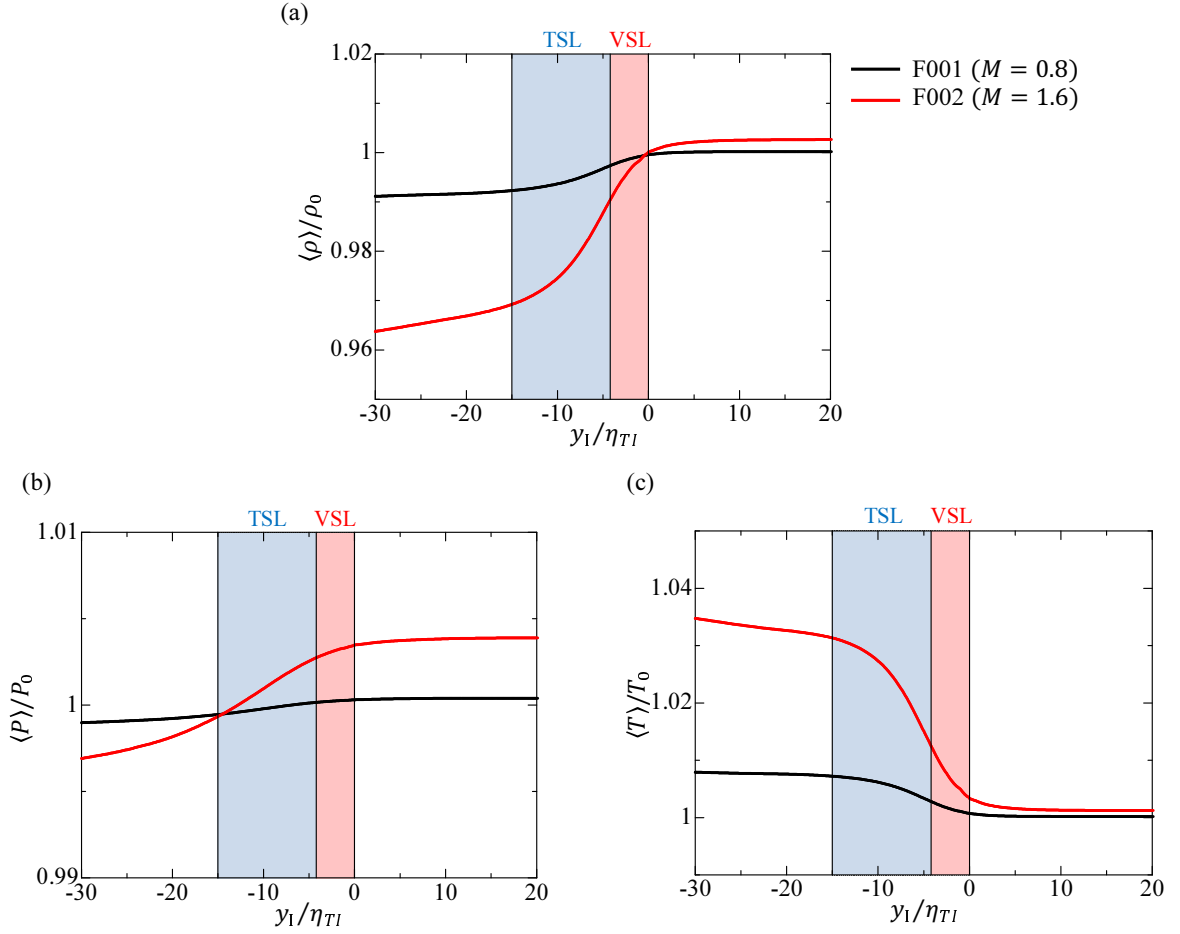 (a)
TSL VSL
1.02
1
0.98
0.96
⟨ρ⟩/ρ0
-30 -20 -10 0 10 20
yI/ηTI
F001 (M = 0.8)
F002 (M = 1.6)
(b)
TSL VSL
1.01
1
0.99
⟨P⟩/P0
-30 -20 -10 0 10 20
yI/ηTI
(c)
TSL VSL
1.04
1.02
1
⟨T⟩/T0
-30 -20 -10 0 10 20
yI/ηTI